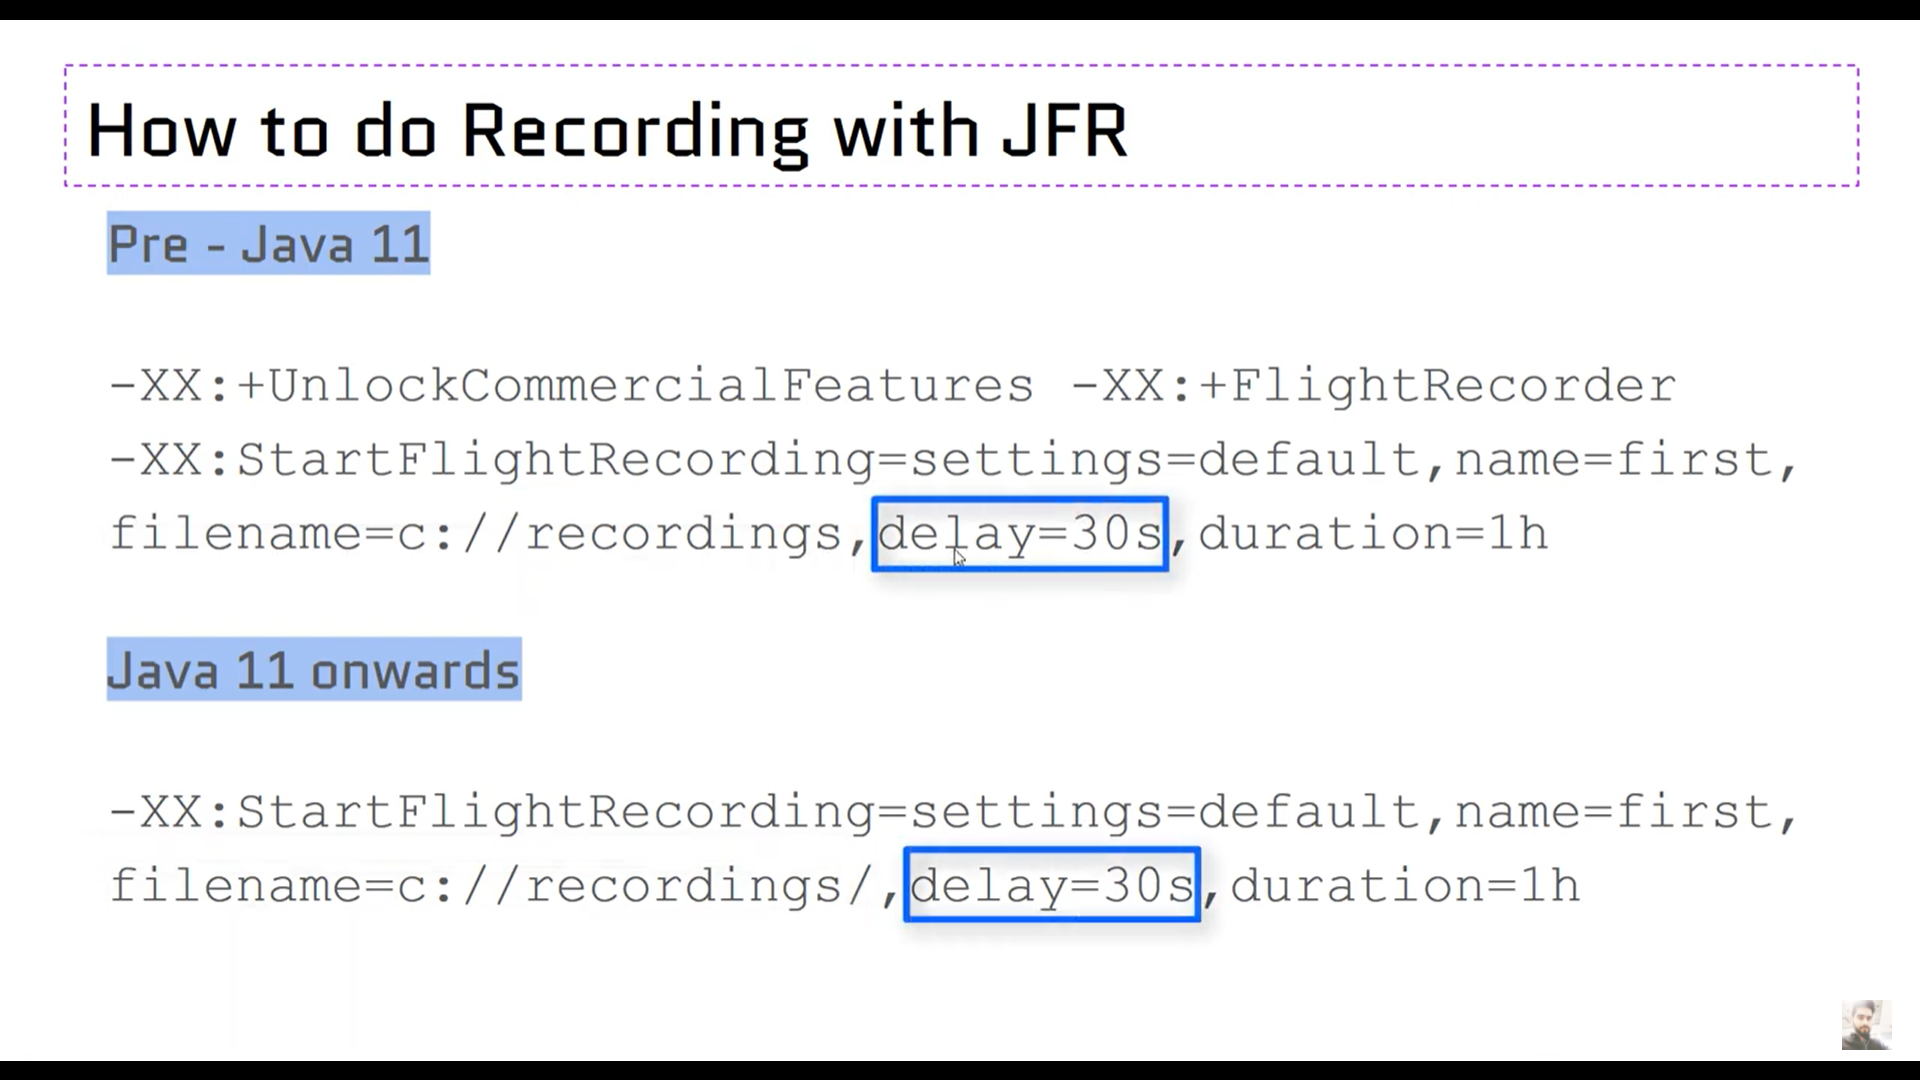 How to do Recording with JFR
Pre - Java 11
-XX:+UnlockCommercialFeatures -XX:+FlightRecorder
-XX:StartFlightRecording=settings=default,name=first,
filename=c://recordings,delay=30s,duration=1h
Java 11 onwards
-XX:StartFlightRecording=settings=default,name=first,
filename=c://recordings/,delay=30s,duration=1h